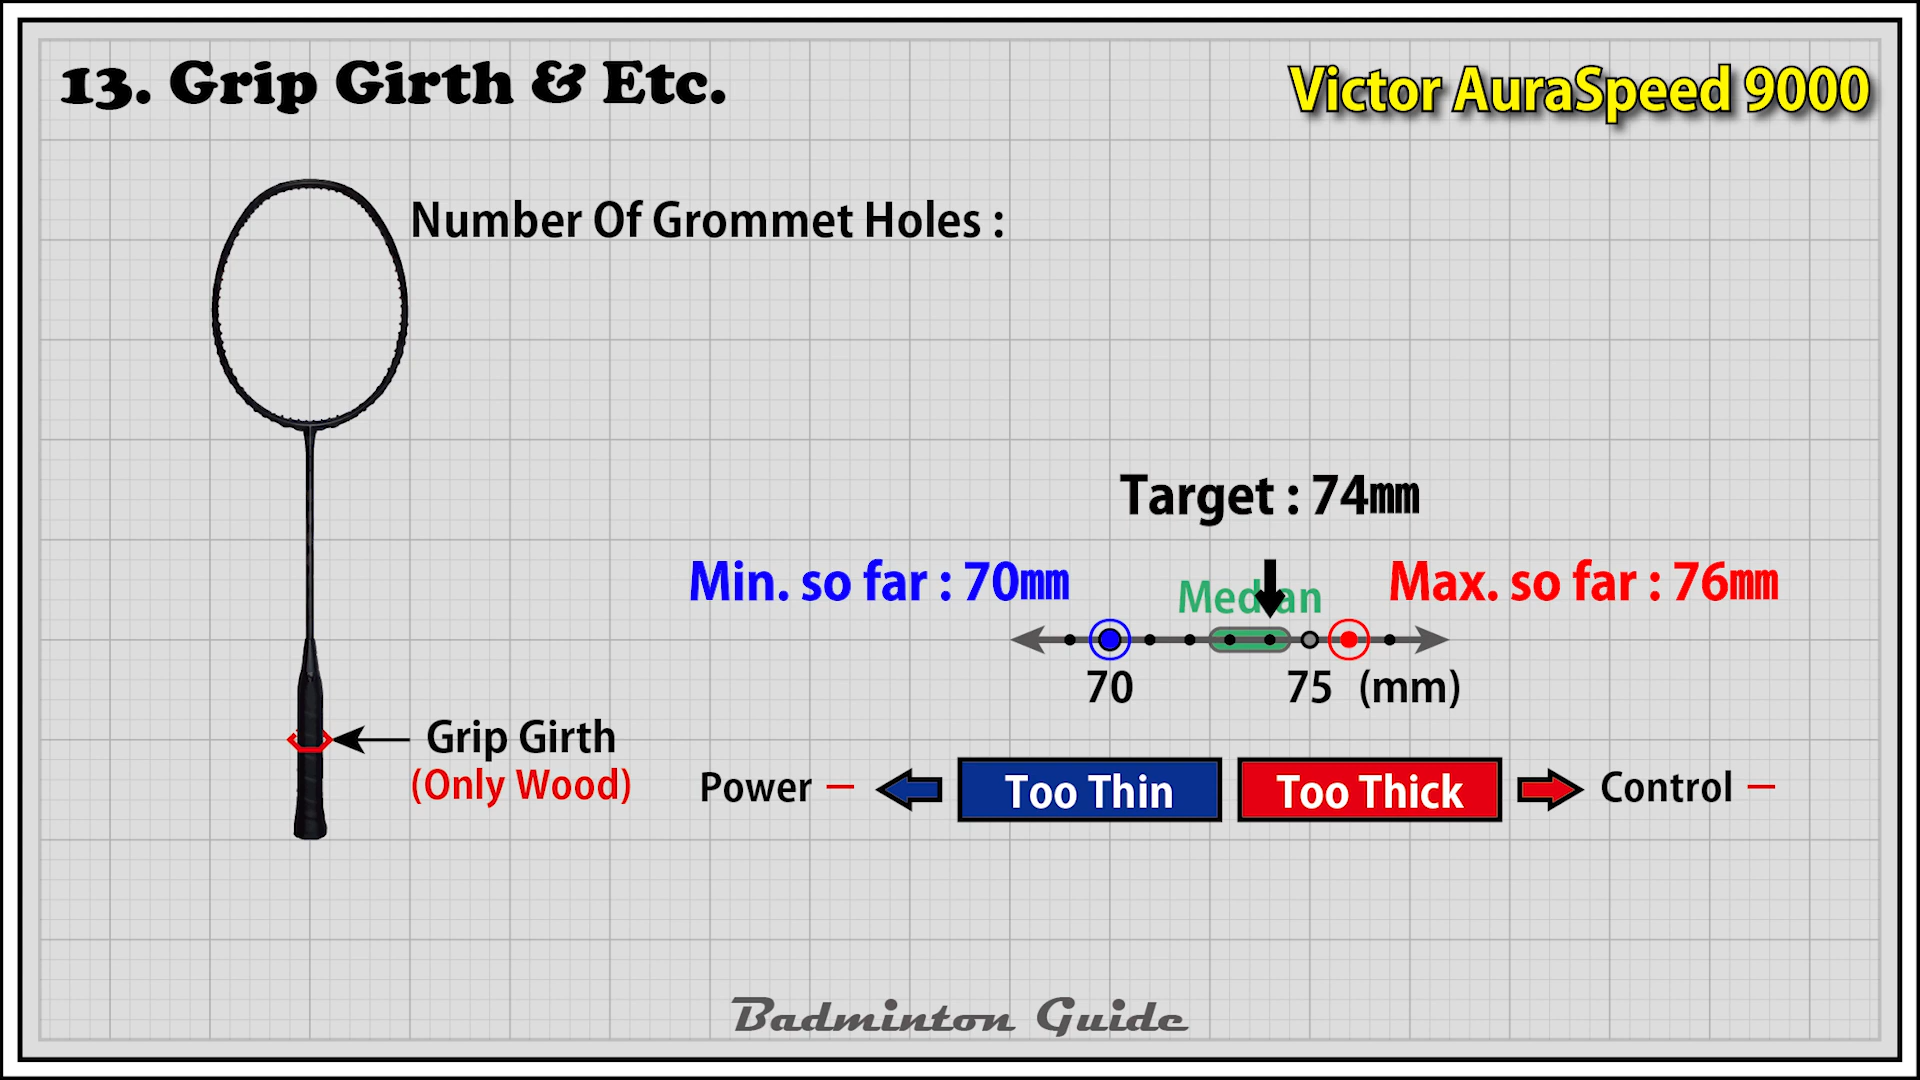 13. Grip Girth & Etc.
Victor AuraSpeed 9000
Number Of Grommet Holes :
Target : 74mm
Min. so far : 70mm
Median
Max. so far : 76mm
70
75
(mm)
Grip Girth
(Only Wood)
Power −
Too Thin
Too Thick
Control −
Badminton Guide